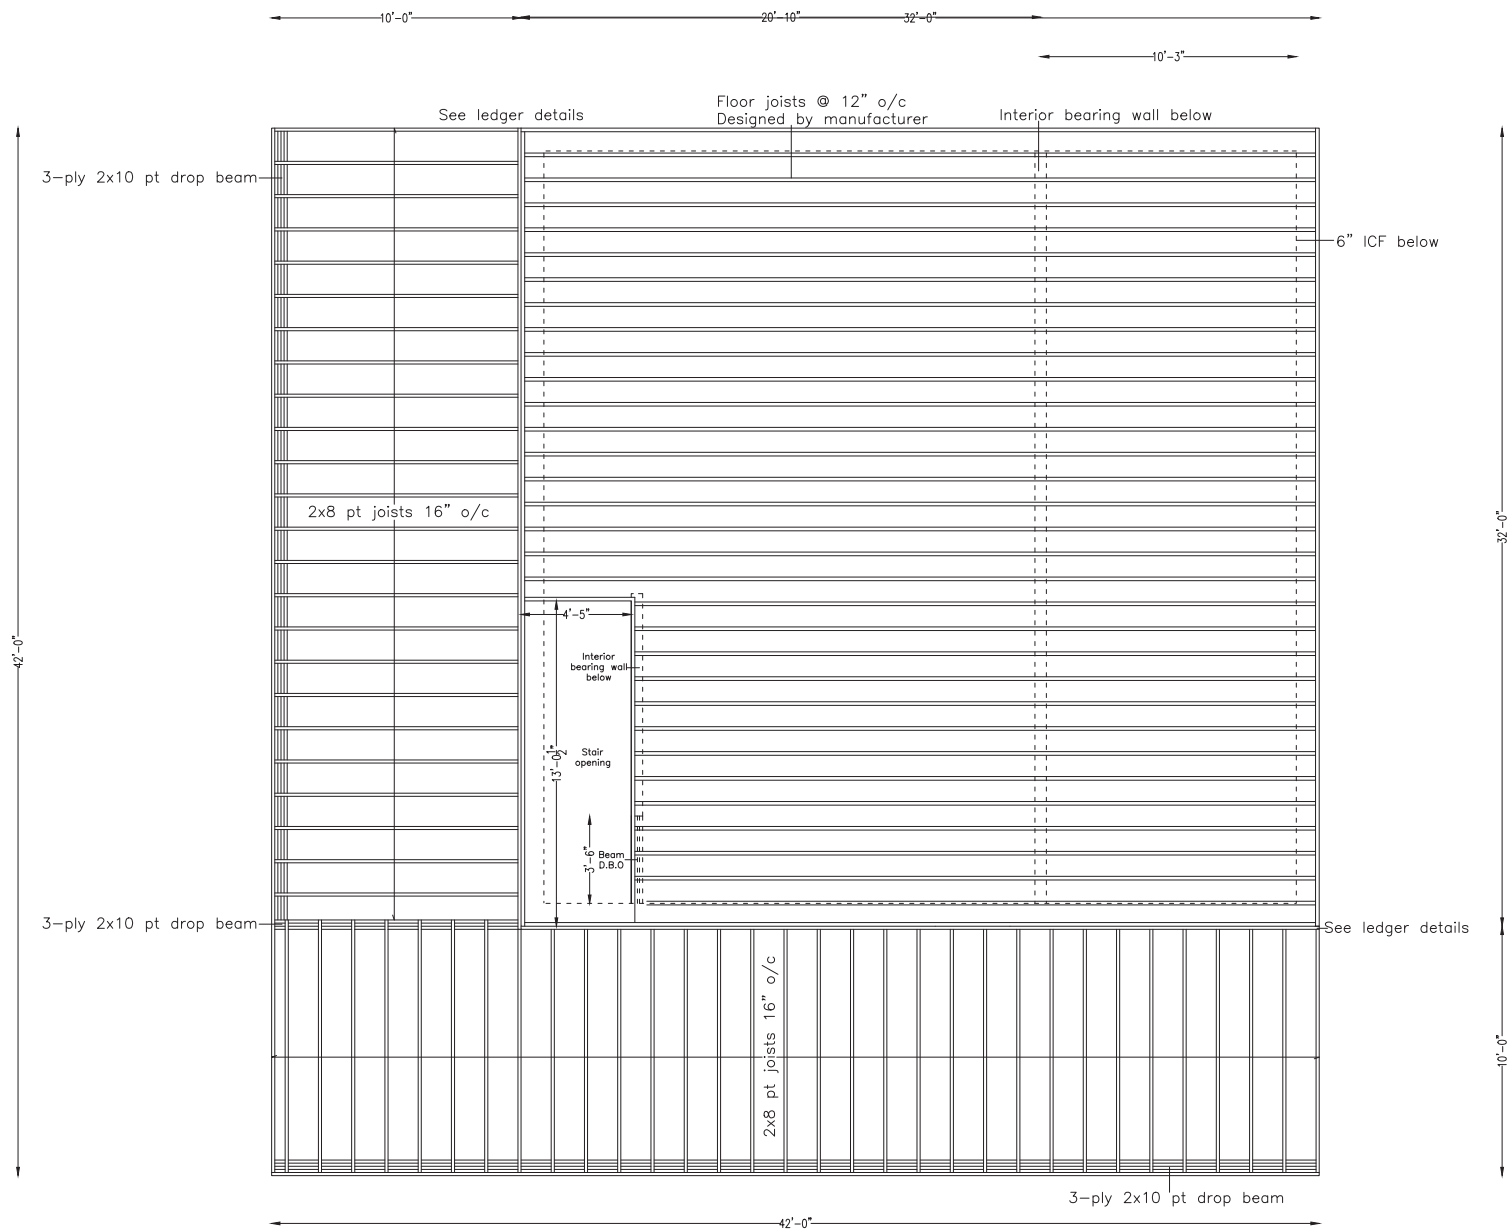 10'-0"
20'-10"
32'-0"
10'-3"
Floor joists @ 12" o/c
Designed by manufacturer
See ledger details
Interior bearing wall below
3-ply 2x10 pt drop beam
6" ICF below
2x8 pt joists 16" o/c
32'-0"
4'-5"
42'-0"
Interior
bearing wall
below
13'-0 1/2"
Stair
opening
3'-6"
Beam
D.B.O
3-ply 2x10 pt drop beam
See ledger details
2x8 pt joists 16" o/c
10'-0"
3-ply 2x10 pt drop beam
42'-0"